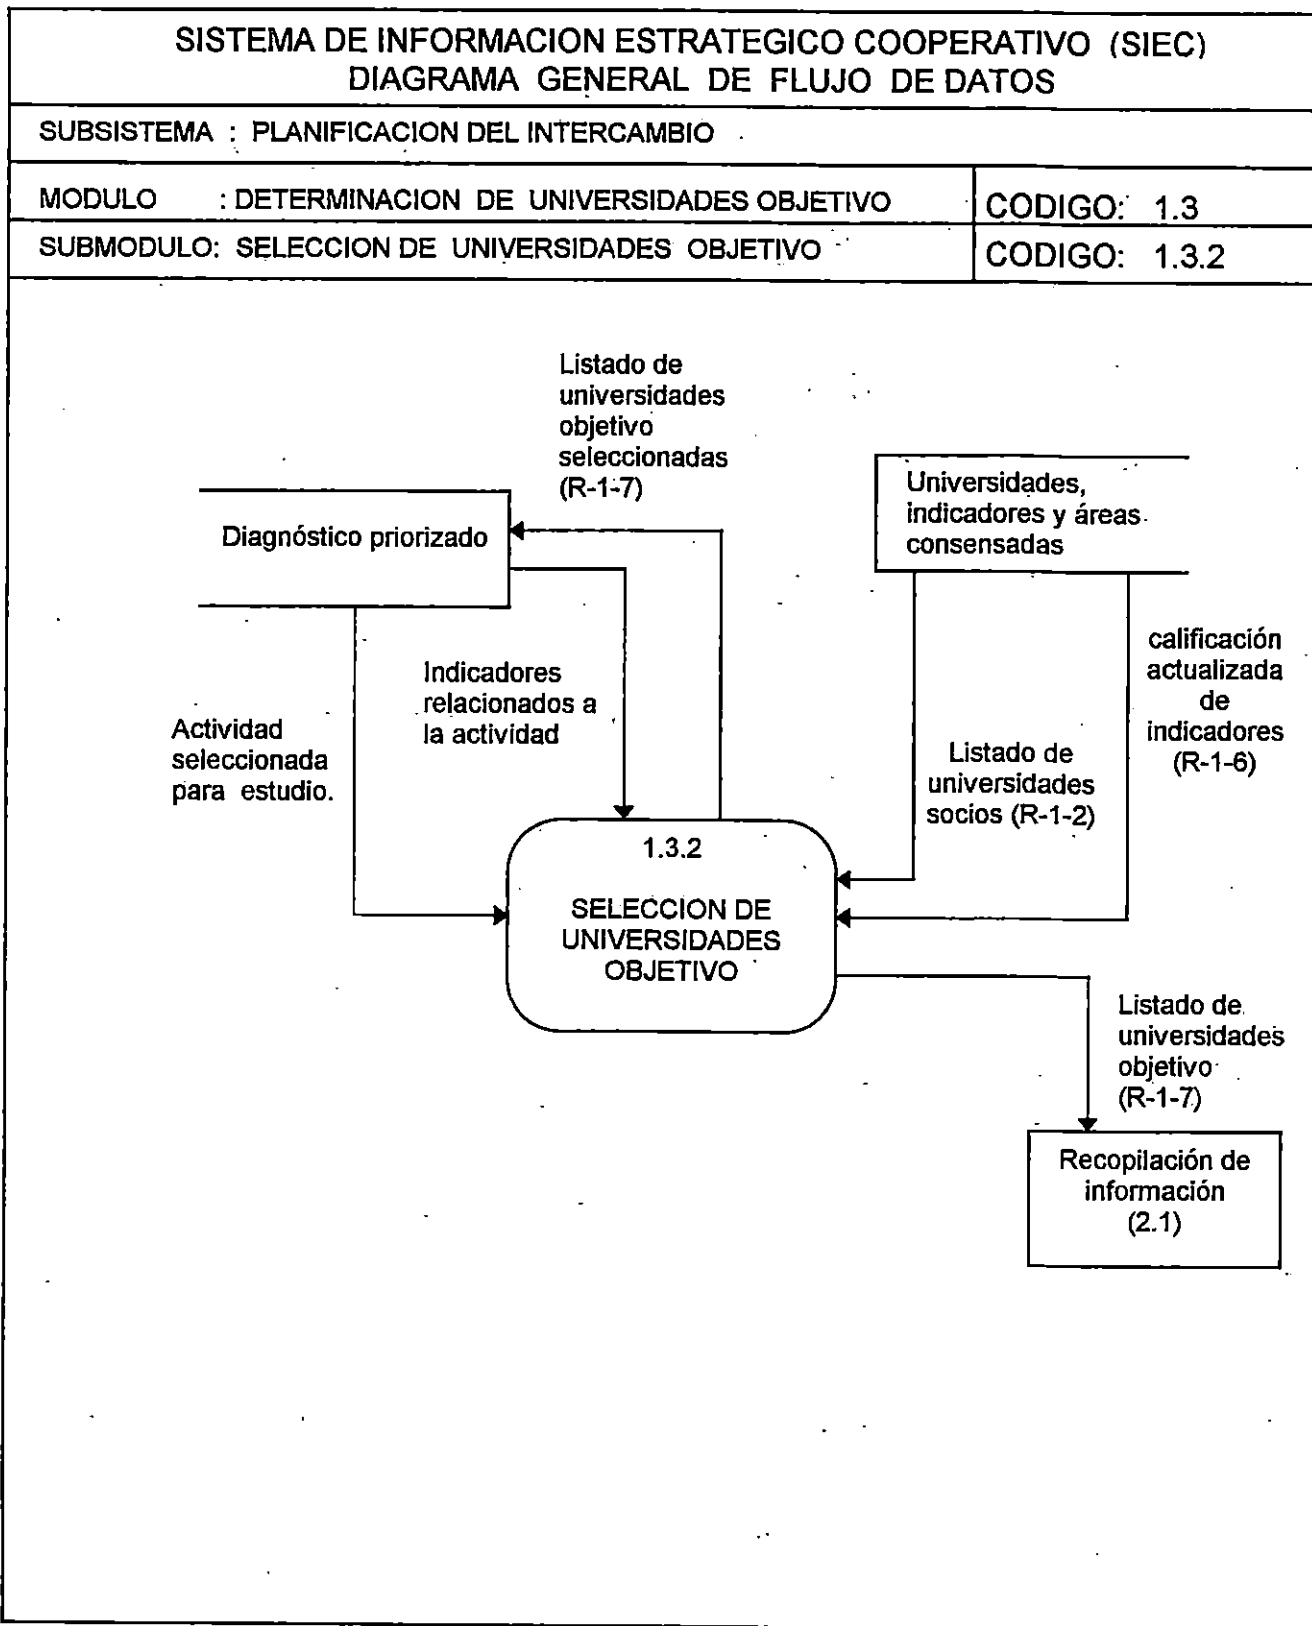 SISTEMA DE INFORMACION ESTRATEGICO COOPERATIVO (SIEC)
DIAGRAMA GENERAL DE FLUJO DE DATOS
SUBSISTEMA : PLANIFICACION DEL INTERCAMBIO
MODULO : DETERMINACION DE UNIVERSIDADES OBJETIVO
CODIGO: 1.3
SUBMODULO: SELECCION DE UNIVERSIDADES OBJETIVO
CODIGO: 1.3.2
Listado de
universidades
objetivo
seleccionadas
(R-1-7)
Diagnóstico priorizado
Universidades,
indicadores y áreas
consensadas
Indicadores
relacionados a
la actividad
Actividad
seleccionada
para estudio.
calificación
actualizada
de
indicadores
(R-1-6)
Listado de
universidades
socios (R-1-2)
1.3.2
SELECCION DE
UNIVERSIDADES
OBJETIVO
Listado de
universidades
objetivo
(R-1-7)
Recopilación de
información
(2.1)